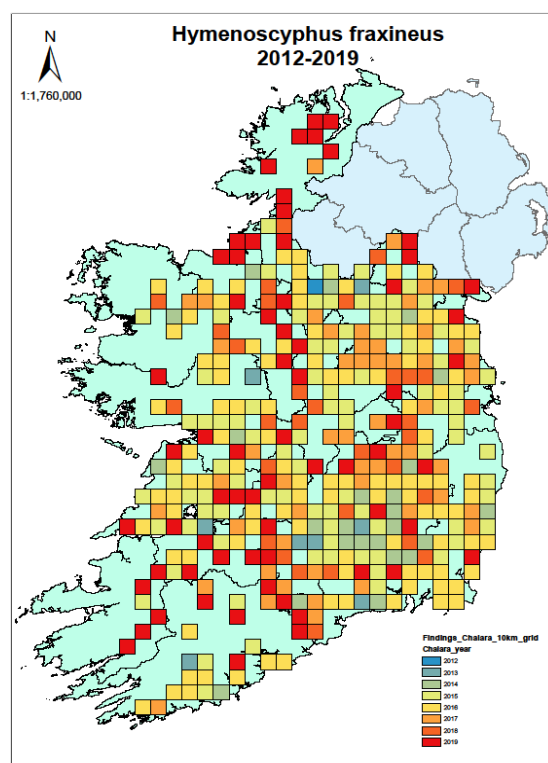 Hymenoscyphus fraxineus
2012-2019
N
1:1,760,000
Findings_Chalara_10km_grid
Chalara_year
2012
2013
2014
2015
2016
2017
2018
2019